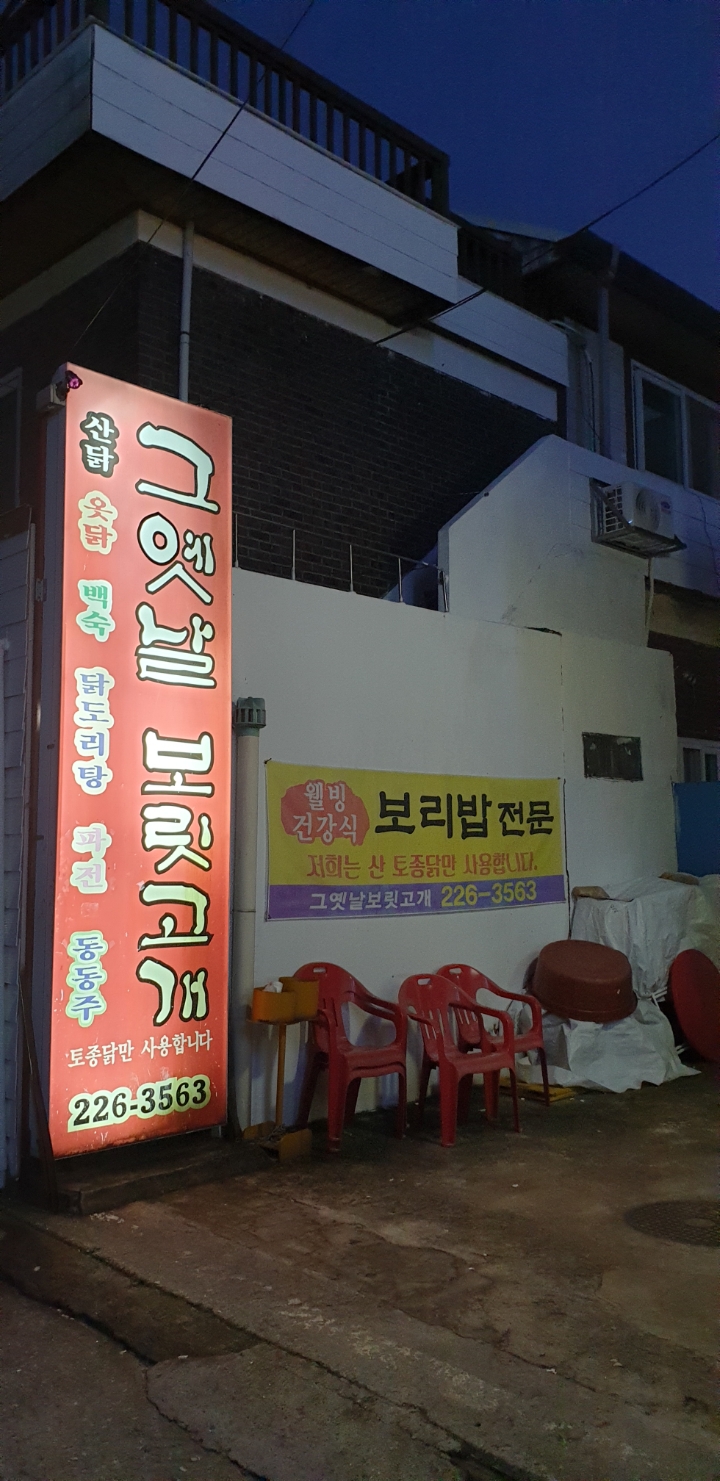 그옛날 보릿고개
산닭 옻닭 백숙 닭도리탕 파전 동동주
토종닭만 사용합니다
226-3563
웰빙
건강식
보리밥 전문
저희는 산 토종닭만 사용합니다.
그옛날보릿고개 226-3563